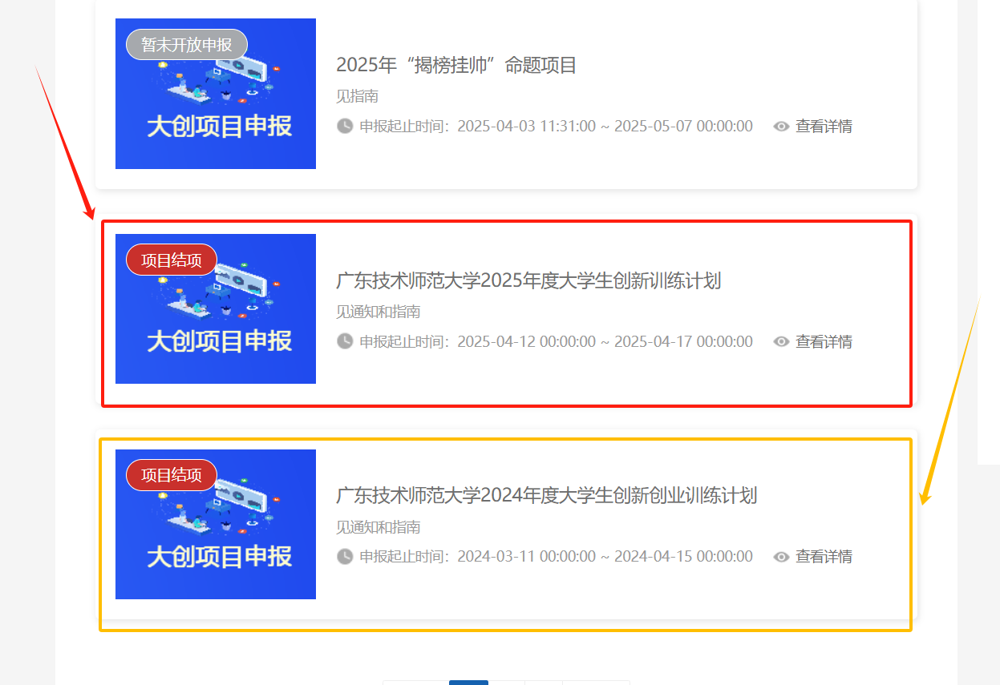 暂未开放申报
大创项目申报
2025年“揭榜挂帅”命题项目
见指南
申报起止时间：2025-04-03 11:31:00 ~ 2025-05-07 00:00:00 查看详情
项目结项
大创项目申报
广东技术师范大学2025年度大学生创新训练计划
见通知和指南
申报起止时间：2025-04-12 00:00:00 ~ 2025-04-17 00:00:00 查看详情
项目结项
大创项目申报
广东技术师范大学2024年度大学生创新创业训练计划
见通知和指南
申报起止时间：2024-03-11 00:00:00 ~ 2024-04-15 00:00:00 查看详情